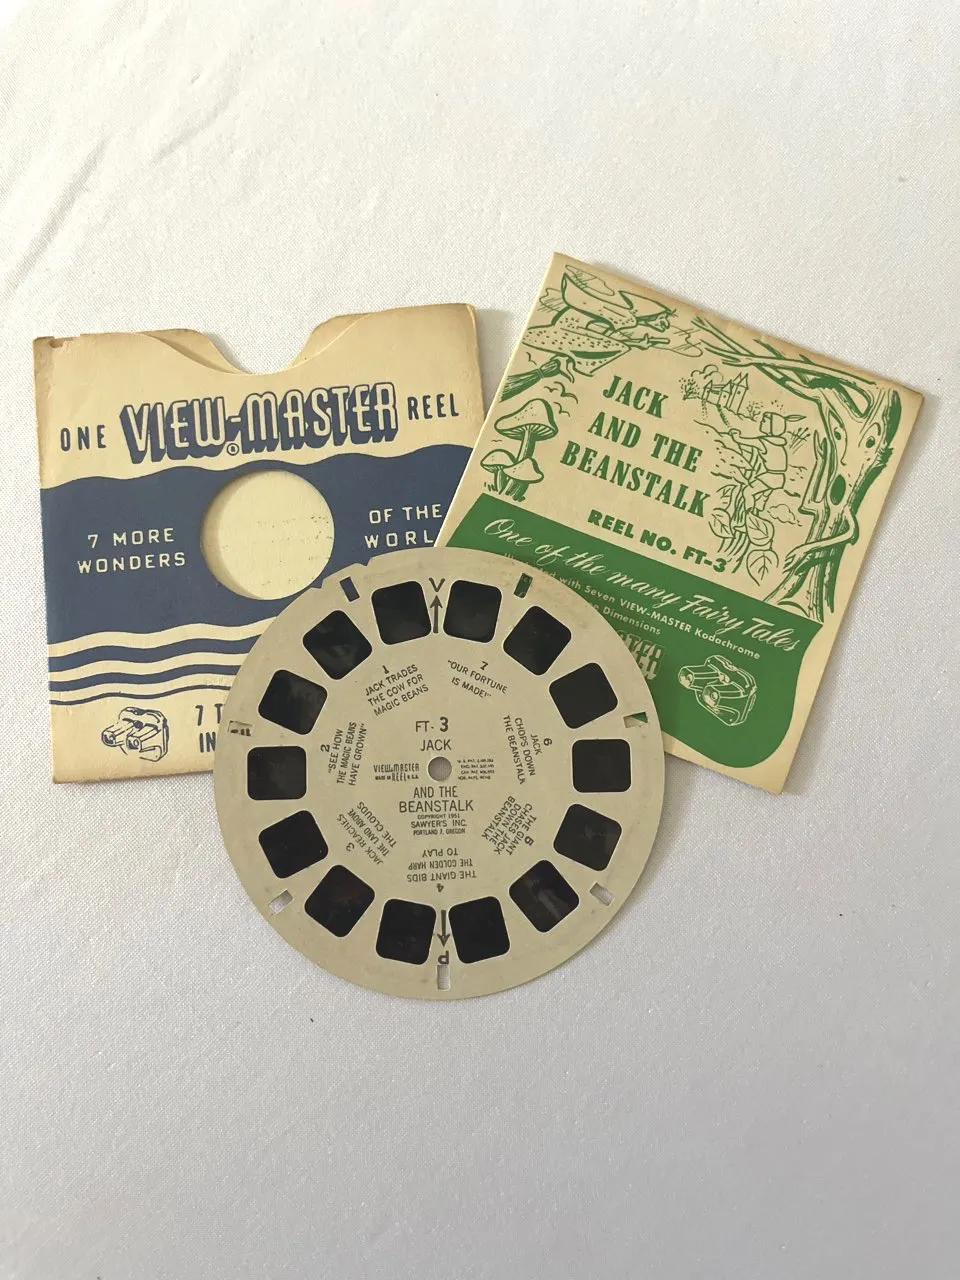 ONE VIEW-MASTER REEL
®
7 MORE
WONDERS
OF THE
WORL
7 T
IN
JACK
AND THE
BEANSTALK
REEL NO. FT-3
One of the many Fairy Tales
with Seven VIEW-MASTER Kodachrome
Dimensions
V
1
JACK TRADES
THE COW FOR
MAGIC BEANS
7
"OUR FORTUNE
IS MADE!"
2
"SEE HOW
THE MAGIC BEANS
HAVE GROWN"
6
JACK
CHOPS DOWN
THE BEANSTALK
FT-3
JACK
VIEW-MASTER
MADE IN REEL U.S.A.
AND THE
BEANSTALK
COPYRIGHT 1951
SAWYER'S INC.
PORTLAND 7, OREGON
3
JACK REACHES
THE LAND ABOVE
THE CLOUDS
5
THE GIANT
CHASES JACK
DOWN THE
BEANSTALK
4
THE GIANT BIDS
THE GOLDEN HARP
TO PLAY
P